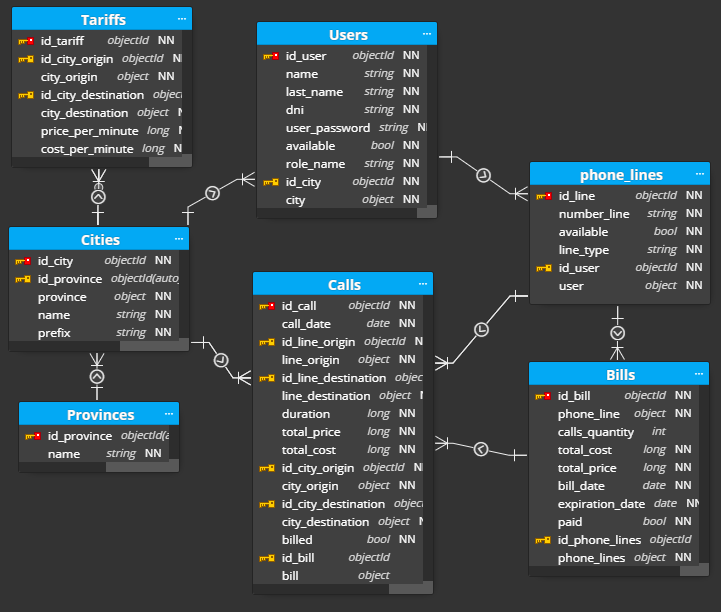 Tariffs ...
id_tariff objectId NN
id_city_origin objectId
city_origin object NN
id_city_destination
city_destination object
price_per_minute long
cost_per_minute long
Users ...
id_user objectId NN
name string NN
last_name string NN
dni string NN
user_password string
available bool NN
role_name string NN
id_city objectId NN
city object NN
phone_lines ...
id_line objectId NN
number_line string NN
available bool NN
line_type string NN
id_user objectId NN
user object NN
Cities ...
id_city objectId NN
id_province objectId(auto
province object NN
name string NN
prefix string NN
Calls ...
id_call objectId NN
call_date date NN
id_line_origin objectId
line_origin object NN
id_line_destination objec
line_destination object
duration long NN
total_price long NN
total_cost long NN
id_city_origin objectId
city_origin object NN
id_city_destination objec
city_destination object
billed bool NN
id_bill objectId
bill object
Bills ...
id_bill objectId NN
phone_line object NN
calls_quantity int
total_cost long NN
total_price long NN
bill_date date NN
expiration_date date
paid bool NN
id_phone_lines objectId
phone_lines object NN
Provinces ...
id_province
name string NN